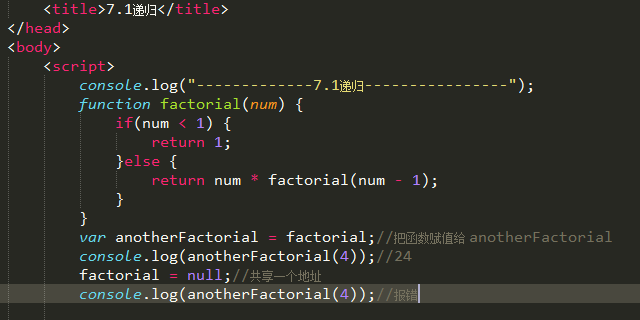 <title>7.1递归</title>
</head>
<body>
<script>
console.log("-------------7.1递归----------------");
function factorial(num) {
if(num < 1) {
return 1;
}else {
return num * factorial(num - 1);
}
}
var anotherFactorial = factorial;//把函数赋值给 anotherFactorial
console.log(anotherFactorial(4));//24
factorial = null;//共享一个地址
console.log(anotherFactorial(4));//报错